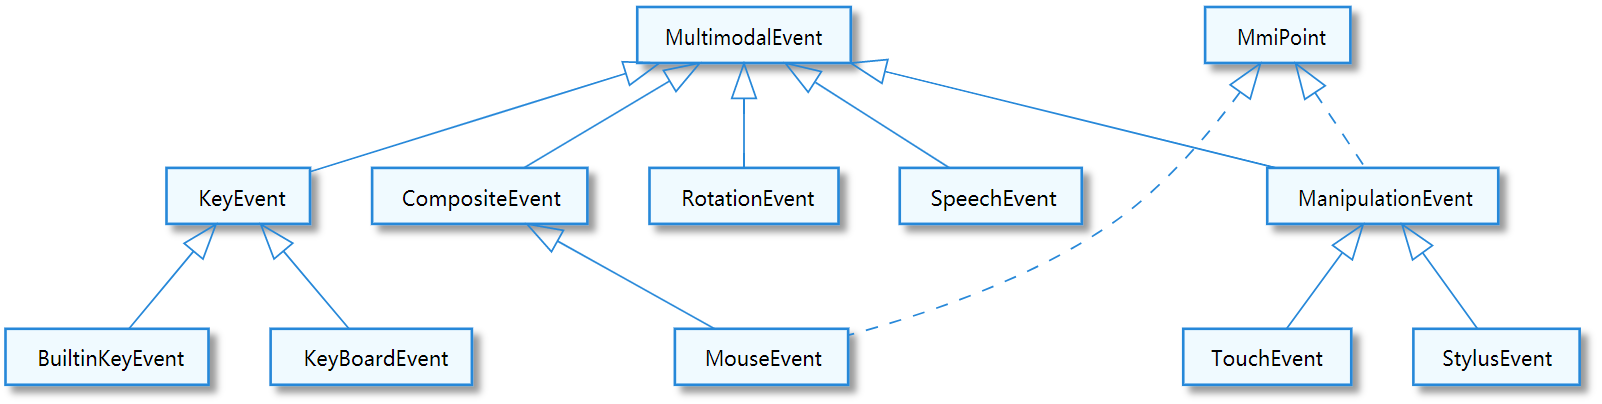 MultimodalEvent
MmiPoint
KeyEvent
CompositeEvent
RotationEvent
SpeechEvent
ManipulationEvent
BuiltinKeyEvent
KeyBoardEvent
MouseEvent
TouchEvent
StylusEvent